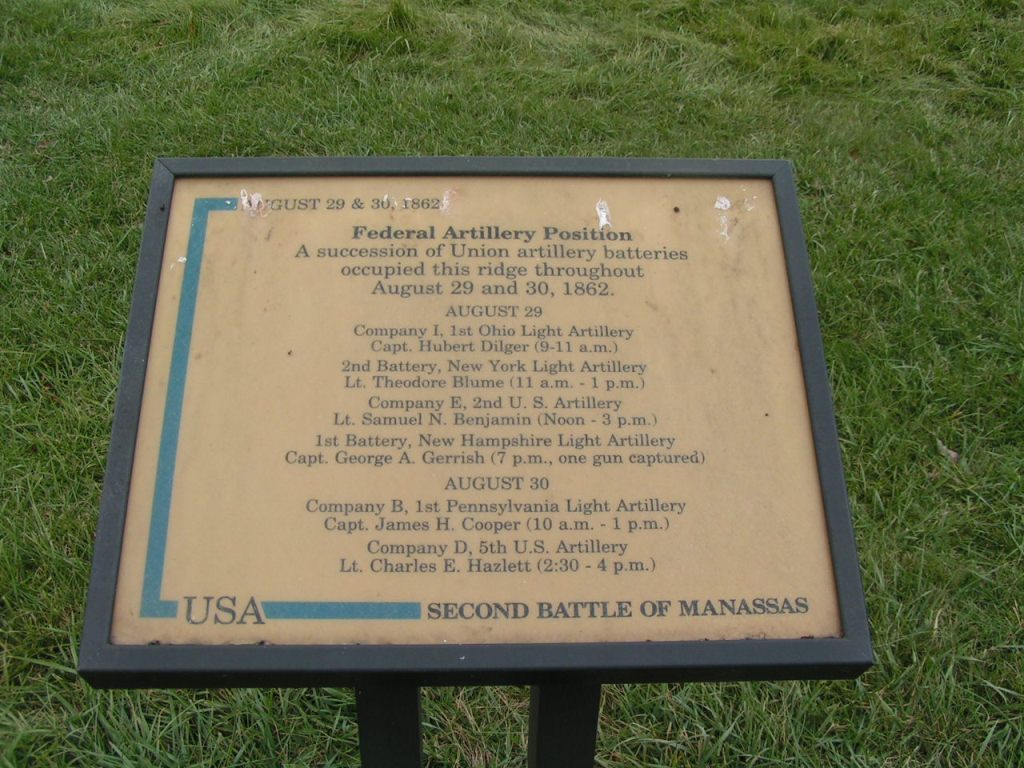 AUGUST 29 & 30, 1862
Federal Artillery Position
A succession of Union artillery batteries
occupied this ridge throughout
August 29 and 30, 1862.
AUGUST 29
Company I, 1st Ohio Light Artillery
Capt. Hubert Dilger (9-11 a.m.)
2nd Battery, New York Light Artillery
Lt. Theodore Blume (11 a.m. - 1 p.m.)
Company E, 2nd U. S. Artillery
Lt. Samuel N. Benjamin (Noon - 3 p.m.)
1st Battery, New Hampshire Light Artillery
Capt. George A. Gerrish (7 p.m., one gun captured)
AUGUST 30
Company B, 1st Pennsylvania Light Artillery
Capt. James H. Cooper (10 a.m. - 1 p.m.)
Company D, 5th U.S. Artillery
Lt. Charles E. Hazlett (2:30 - 4 p.m.)
USA SECOND BATTLE OF MANASSAS